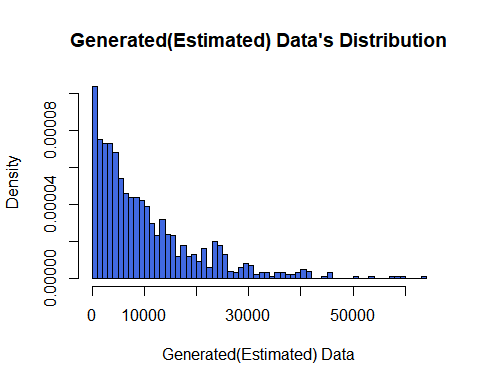 Generated(Estimated) Data's Distribution
Density
0.00000
0.00004
0.00008
0
10000
30000
50000
Generated(Estimated) Data